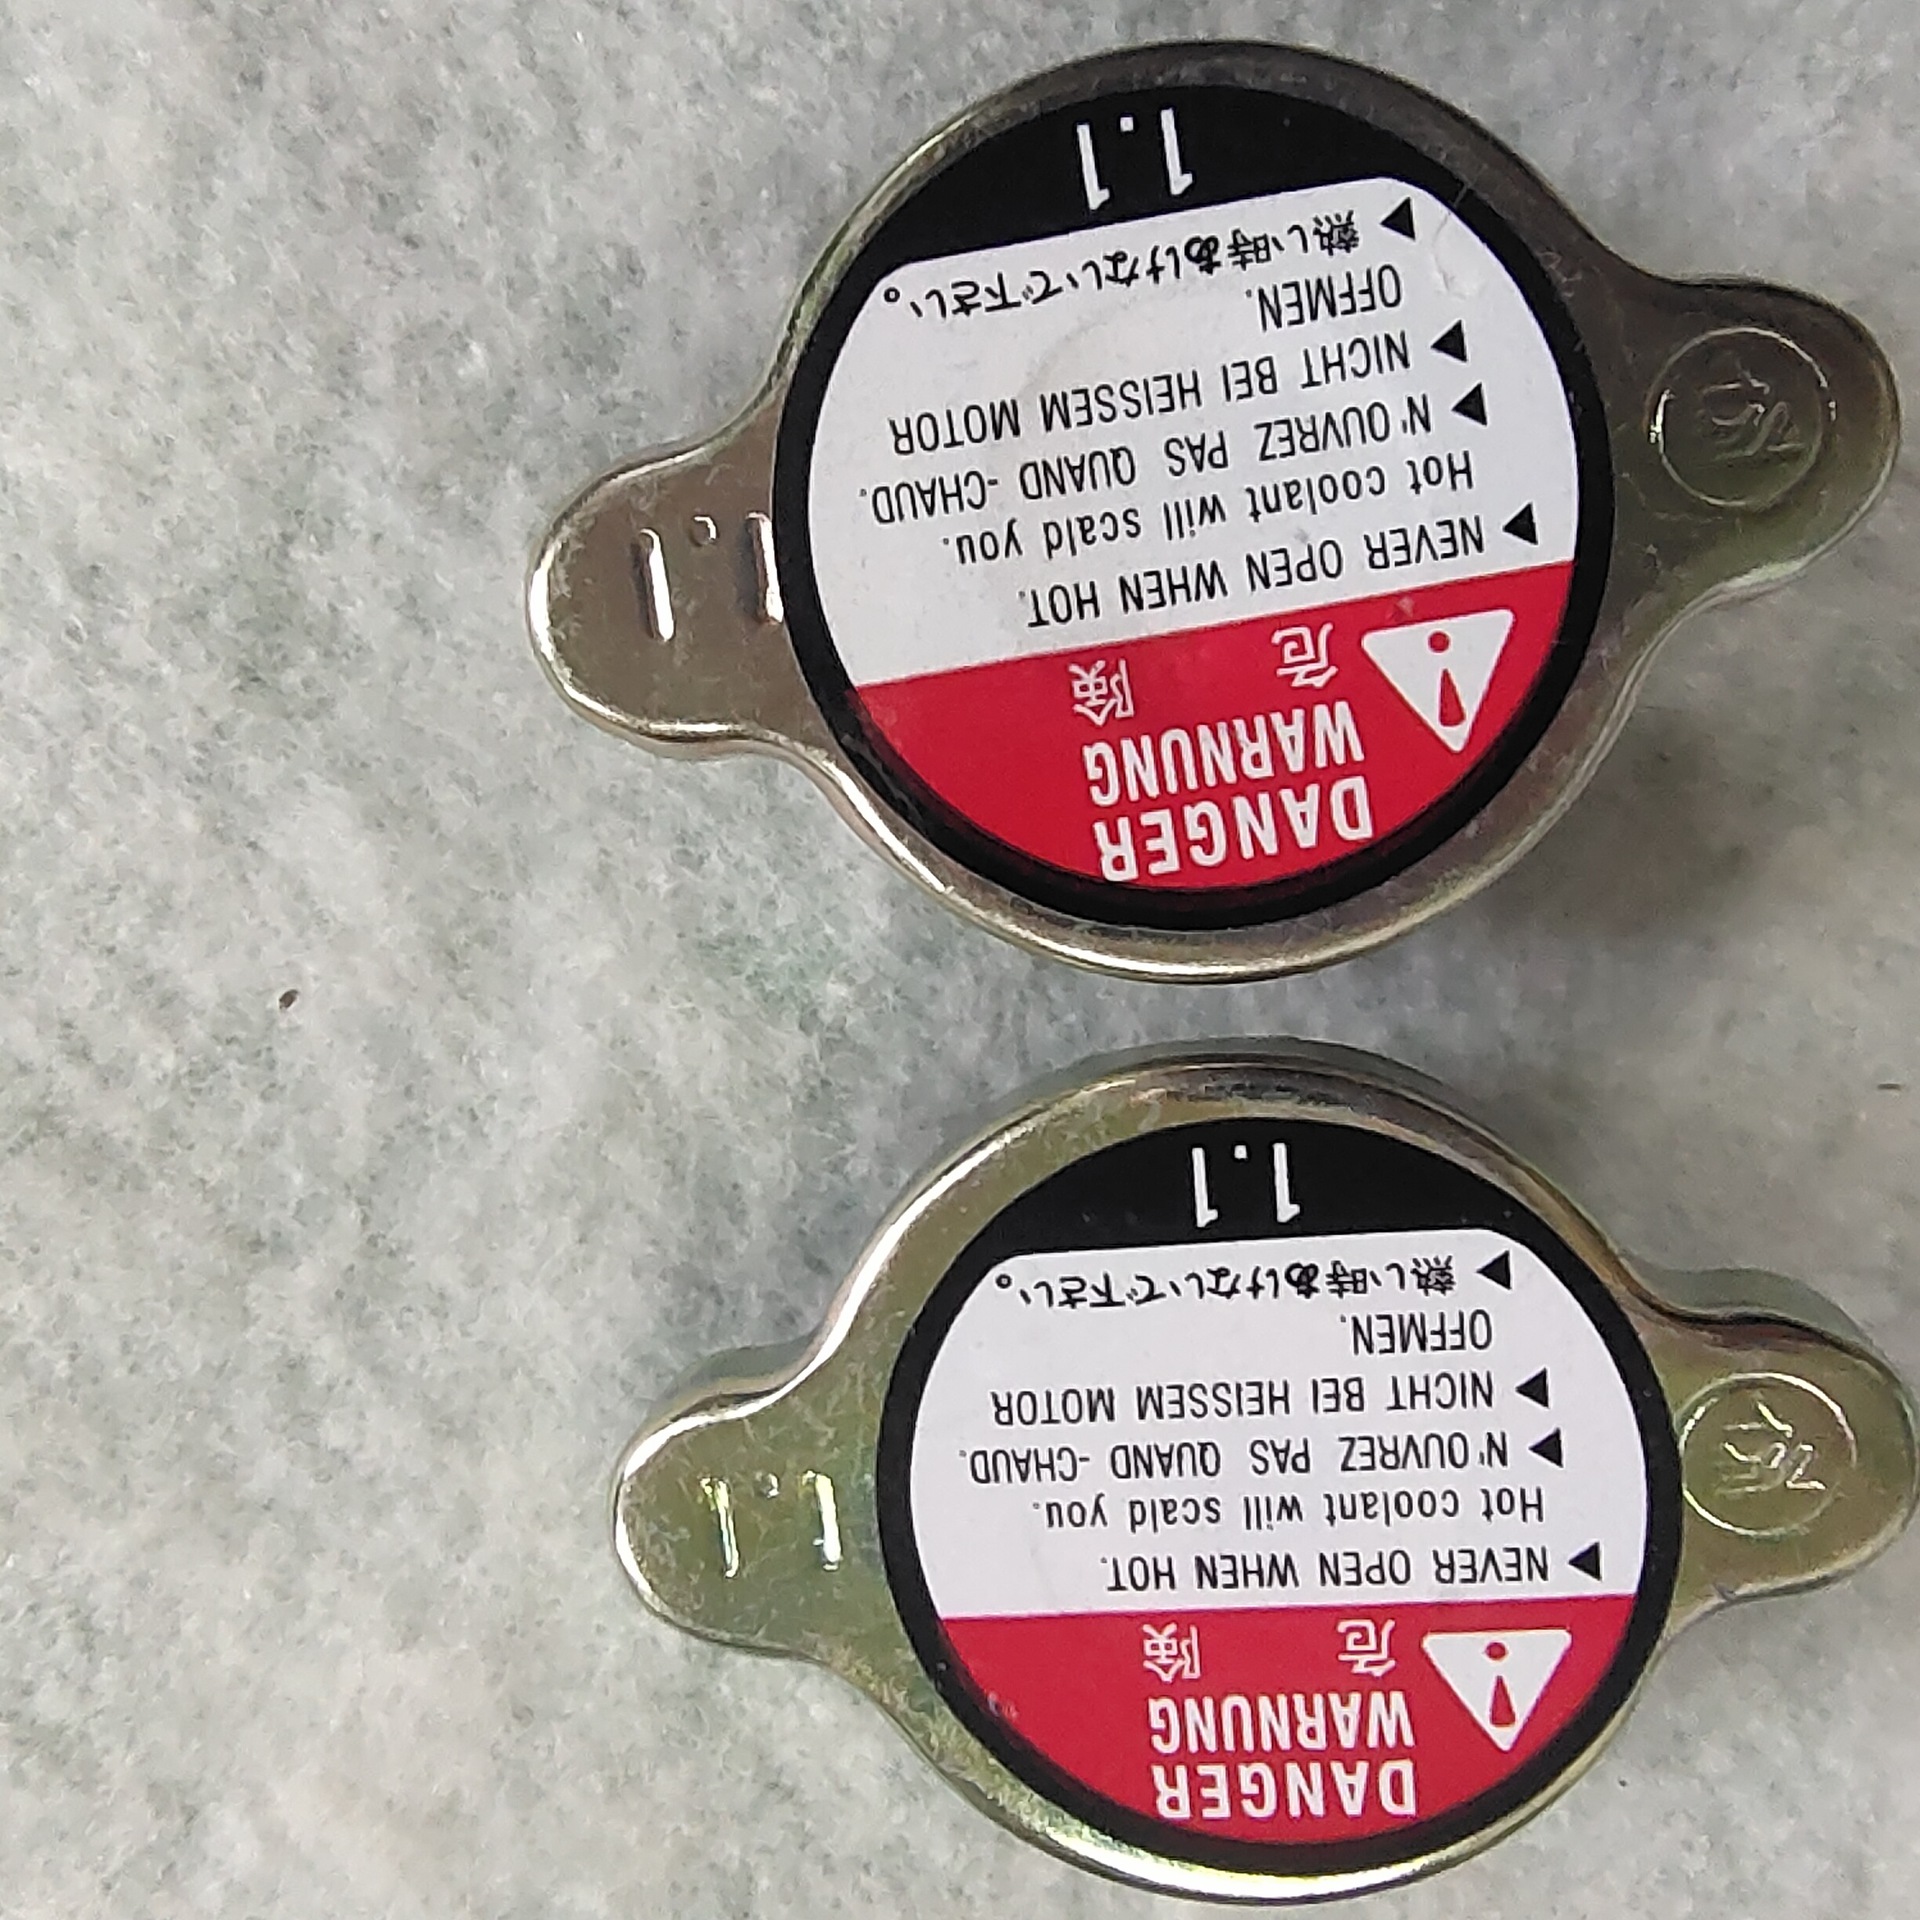 DANGER
WARNUNG
危 険
▶ NEVER OPEN WHEN HOT.
Hot coolant will scald you.
▶ N'OUVREZ PAS QUAND -CHAUD.
▶ NICHT BEI HEISSEM MOTOR
OFFMEN.
▶熱い時あけないで下さい。
1.1
1.1
DANGER
WARNUNG
危 険
▶ NEVER OPEN WHEN HOT.
Hot coolant will scald you.
▶ N'OUVREZ PAS QUAND -CHAUD.
▶ NICHT BEI HEISSEM MOTOR
OFFMEN.
▶熱い時あけないで下さい。
1.1
1.1